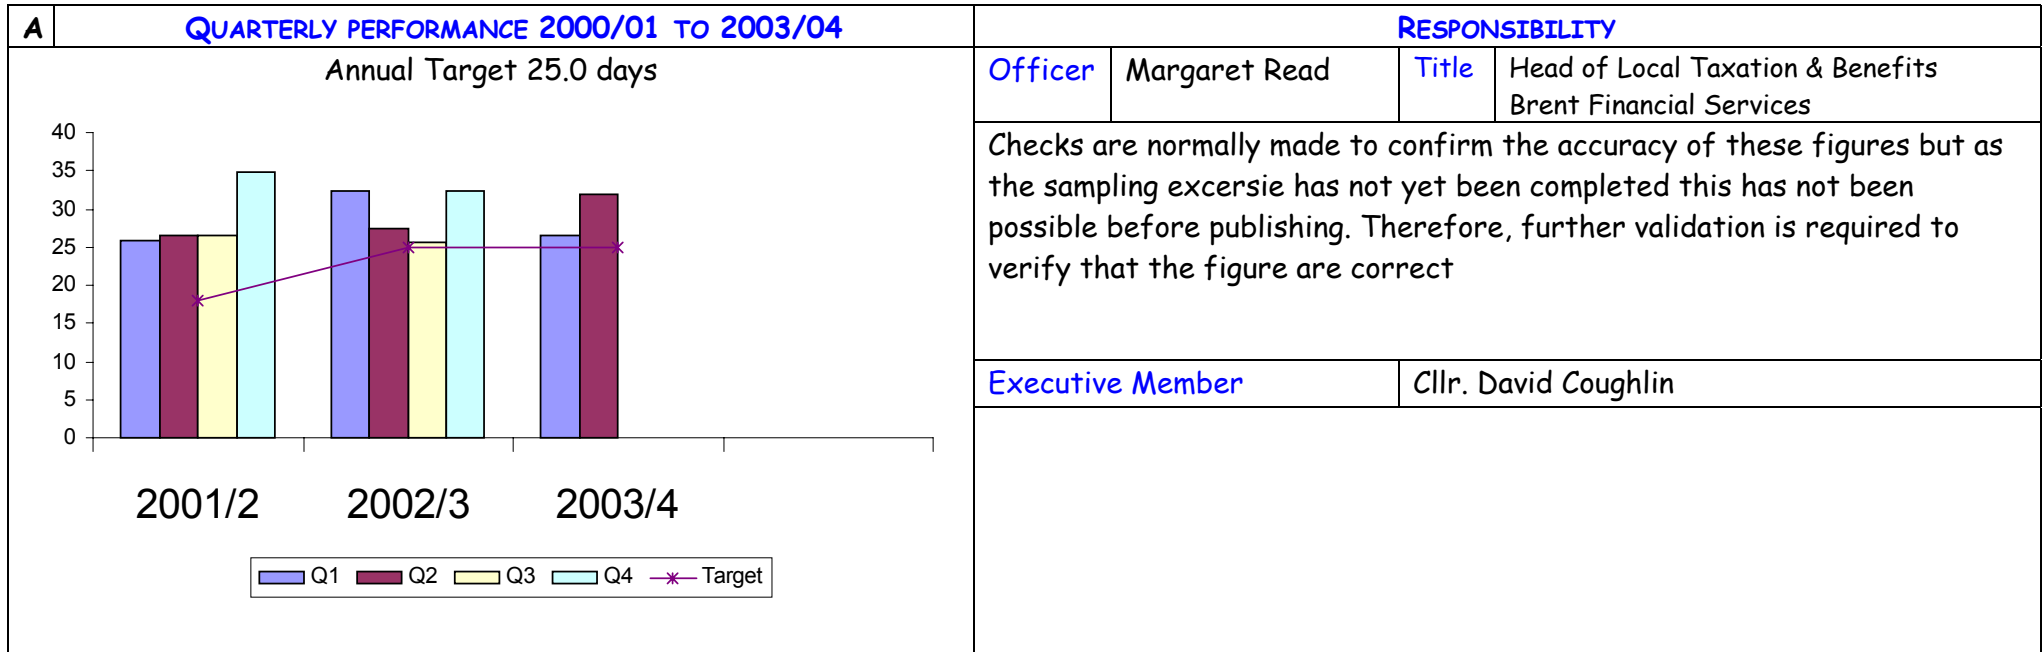 A QUARTERLY PERFORMANCE 2000/01 TO 2003/04
Annual Target 25.0 days
40
35
30
25
20
15
10
5
0
2001/2 2002/3 2003/4
Q1 Q2 Q3 Q4 Target
RESPONSIBILITY
Officer Margaret Read Title Head of Local Taxation & Benefits
Brent Financial Services
Checks are normally made to confirm the accuracy of these figures but as
the sampling excersie has not yet been completed this has not been
possible before publishing. Therefore, further validation is required to
verify that the figure are correct
Executive Member Cllr. David Coughlin